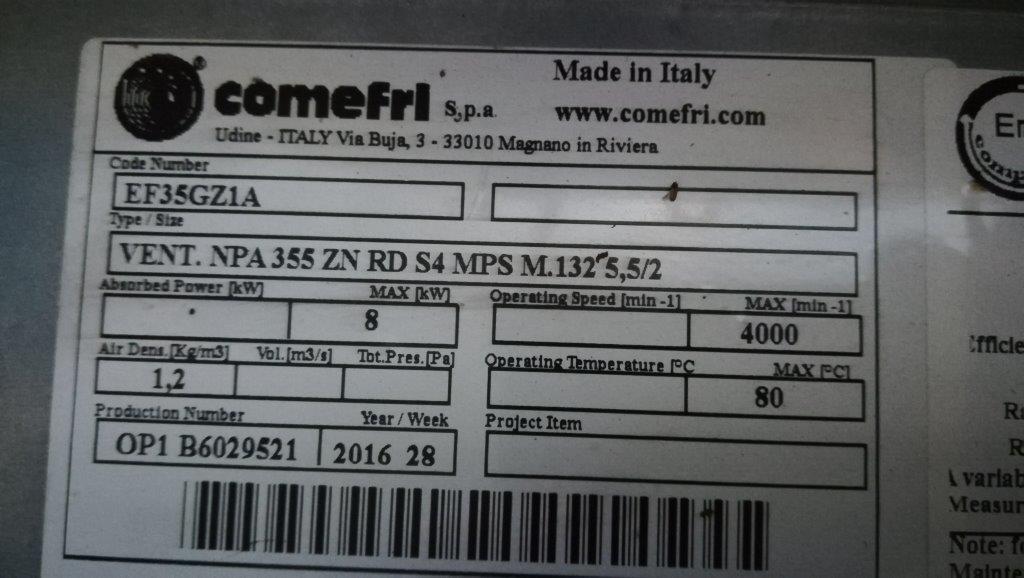 comefri S.p.a.
Made in Italy
www.comefri.com
Udine - ITALY Via Buja, 3 - 33010 Magnano in Riviera
Code Number
EF35GZ1A
Type / Size
VENT. NPA 355 ZN RD S4 MPS M.132 5,5/2
Absorbed Power [kW] MAX [kW]
8
Operating Speed [min -1] MAX [min -1]
4000
Air Dens.[Kg/m3] Vol.[m3/s] Tot.Pres.[Pa]
1,2
Operating Temperature [°C MAX [°C]
80
Production Number Year / Week
OP1 B6029521 2016 28
Project Item
Measur
Note:
Mainte